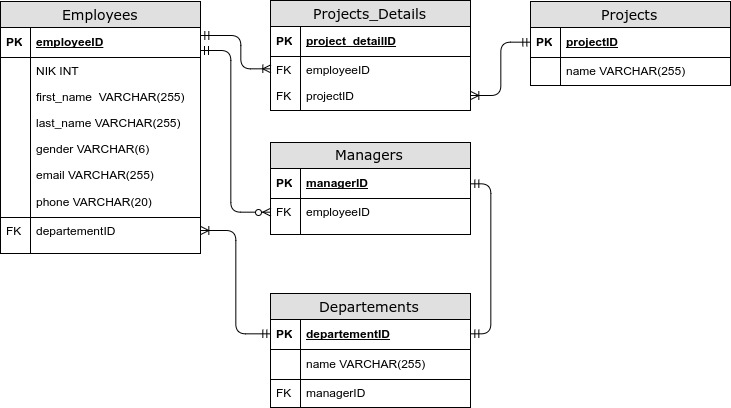 Employees
PK employeeID
NIK INT
first_name VARCHAR(255)
last_name VARCHAR(255)
gender VARCHAR(6)
email VARCHAR(255)
phone VARCHAR(20)
FK departementID
Projects_Details
PK project_detailID
FK employeeID
FK projectID
Projects
PK projectID
name VARCHAR(255)
Managers
PK managerID
FK employeeID
Departements
PK departementID
name VARCHAR(255)
FK managerID